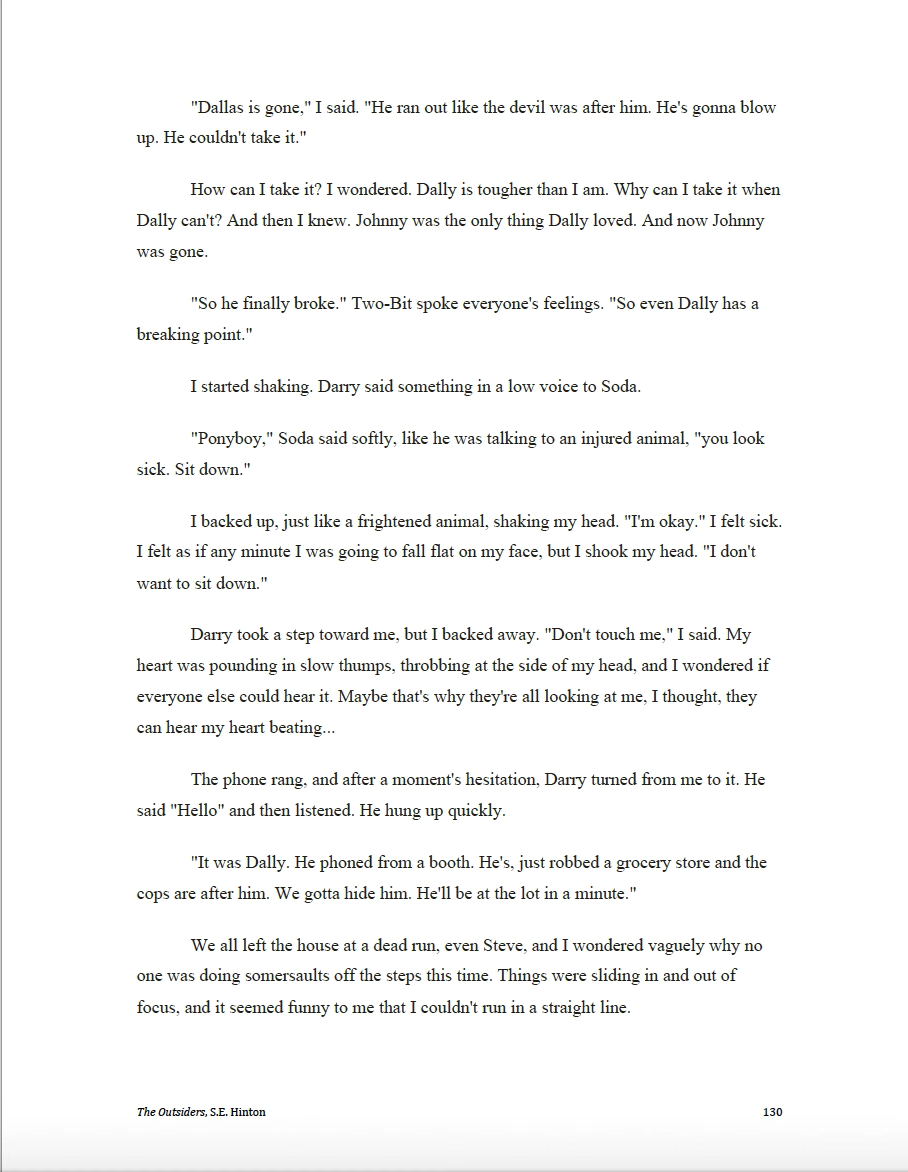 "Dallas is gone," I said. "He ran out like the devil was after him. He's gonna blow
up. He couldn't take it."
How can I take it? I wondered. Dally is tougher than I am. Why can I take it when
Dally can't? And then I knew. Johnny was the only thing Dally loved. And now Johnny
was gone.
"So he finally broke." Two-Bit spoke everyone's feelings. "So even Dally has a
breaking point."
I started shaking. Darry said something in a low voice to Soda.
"Ponyboy," Soda said softly, like he was talking to an injured animal, "you look
sick. Sit down."
I backed up, just like a frightened animal, shaking my head. "I'm okay." I felt sick.
I felt as if any minute I was going to fall flat on my face, but I shook my head. "I don't
want to sit down."
Darry took a step toward me, but I backed away. "Don't touch me," I said. My
heart was pounding in slow thumps, throbbing at the side of my head, and I wondered if
everyone else could hear it. Maybe that's why they're all looking at me, I thought, they
can hear my heart beating...
The phone rang, and after a moment's hesitation, Darry turned from me to it. He
said "Hello" and then listened. He hung up quickly.
"It was Dally. He phoned from a booth. He's, just robbed a grocery store and the
cops are after him. We gotta hide him. He'll be at the lot in a minute."
We all left the house at a dead run, even Steve, and I wondered vaguely why no
one was doing somersaults off the steps this time. Things were sliding in and out of
focus, and it seemed funny to me that I couldn't run in a straight line.
The Outsiders, S.E. Hinton 130